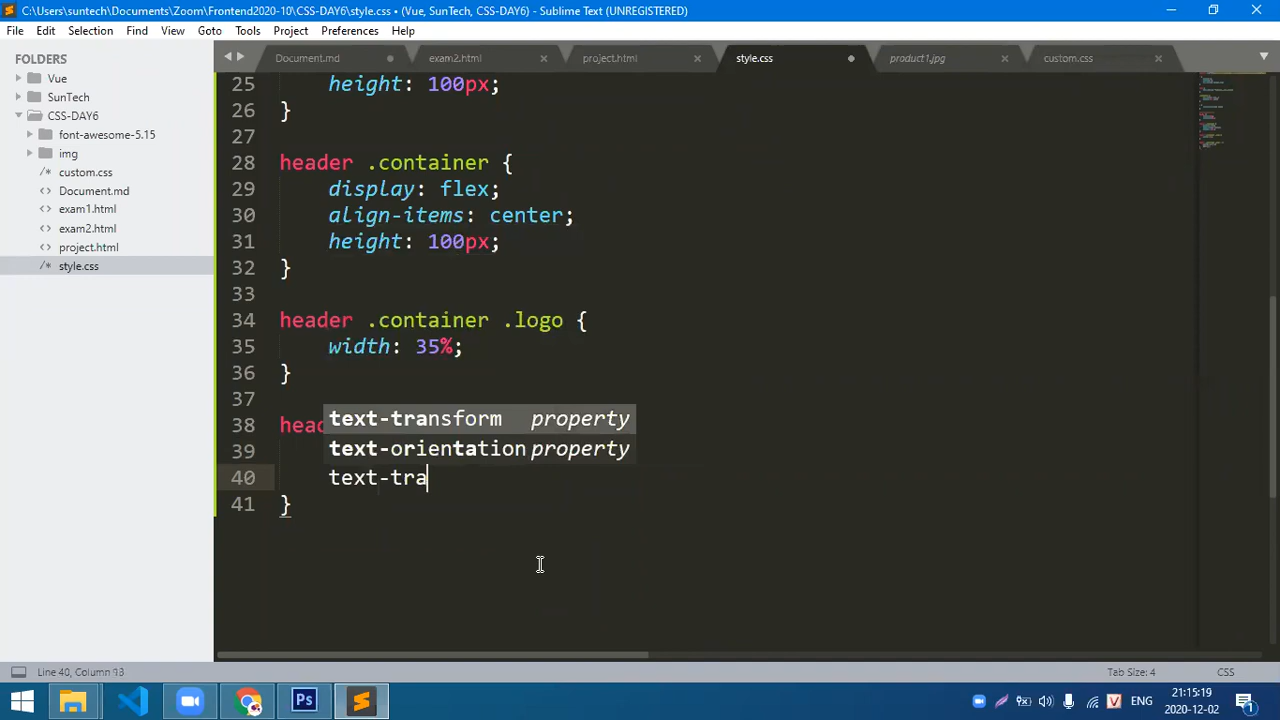 C:\Users\suntech\Documents\Zoom\Frontend2020-10\CSS-DAY6\style.css • (Vue, SunTech, CSS-DAY6) - Sublime Text (UNREGISTERED)
File Edit Selection Find View Goto Tools Project Preferences Help
FOLDERS
Vue
SunTech
CSS-DAY6
font-awesome-5.15
img
/* custom.css
<> Document.md
<> exam1.html
<> exam2.html
<> project.html
/* style.css
Document.md exam2.html project.html style.css product1.jpg custom.css
25 height: 100px;
26 }
27
28 header .container {
29 display: flex;
30 align-items: center;
31 height: 100px;
32 }
33
34 header .container .logo {
35 width: 35%;
36 }
37
38 head
text-transform property
39
text-orientation property
40 text-tra
41 }
Line 40, Column 13
Tab Size: 4 CSS
Ps
V ENG
21:15:19
2020-12-02
1